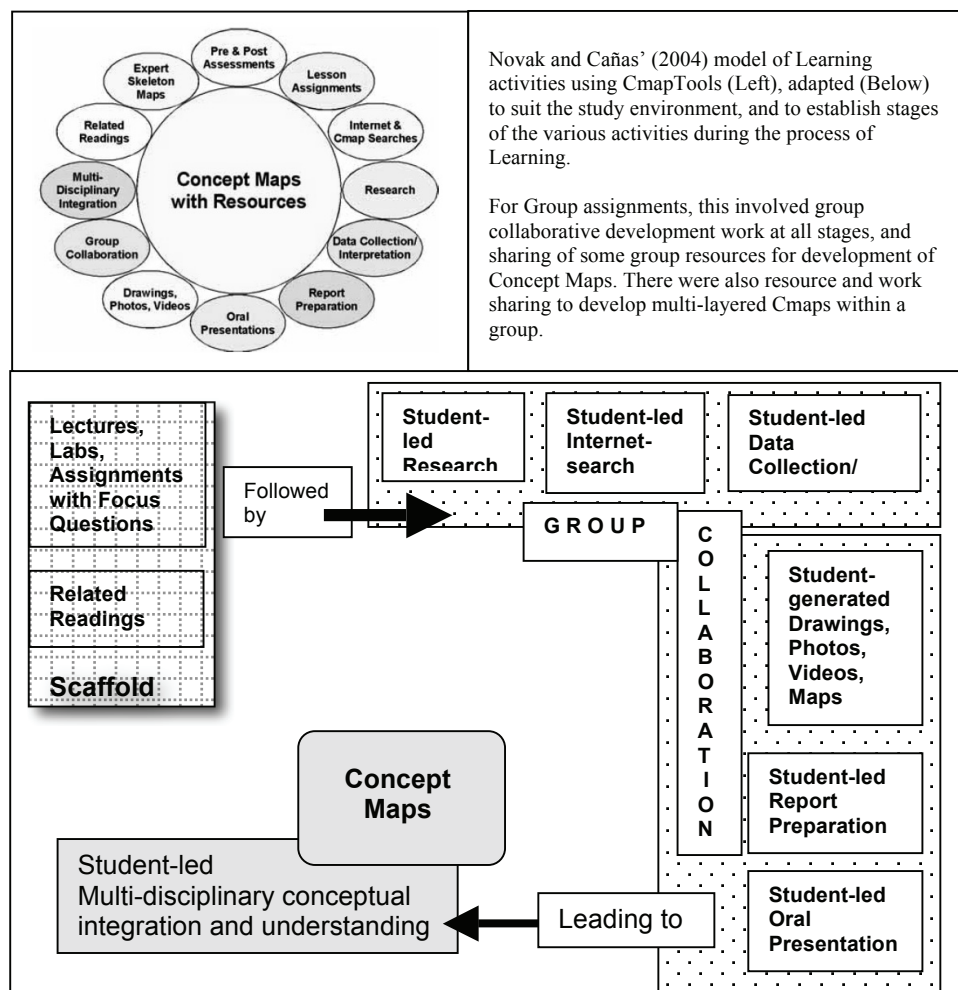 Pre & Post
Assessments
Lesson
Assignments
Internet &
Cmap Searches
Research
Data Collection/
Interpretation
Report
Preparation
Oral
Presentations
Drawings,
Photos, Videos
Group
Collaboration
Multi-
Disciplinary
Integration
Related
Readings
Expert
Skeleton
Maps
Concept Maps
with Resources
Novak and Cañas’ (2004) model of Learning
activities using CmapTools (Left), adapted (Below)
to suit the study environment, and to establish stages
of the various activities during the process of
Learning.
For Group assignments, this involved group
collaborative development work at all stages, and
sharing of some group resources for development of
Concept Maps. There were also resource and work
sharing to develop multi-layered Cmaps within a
group.
Lectures,
Labs,
Assignments
with Focus
Questions
Related
Readings
Scaffold
Followed
by
Student-
led
Research
Student-led
Internet-
search
Student-led
Data
Collection/
GROUP
COLLABORATION
Student-
generated
Drawings,
Photos,
Videos,
Maps
Student-led
Report
Preparation
Student-led
Oral
Presentation
Leading to
Concept
Maps
Student-led
Multi-disciplinary conceptual
integration and understanding